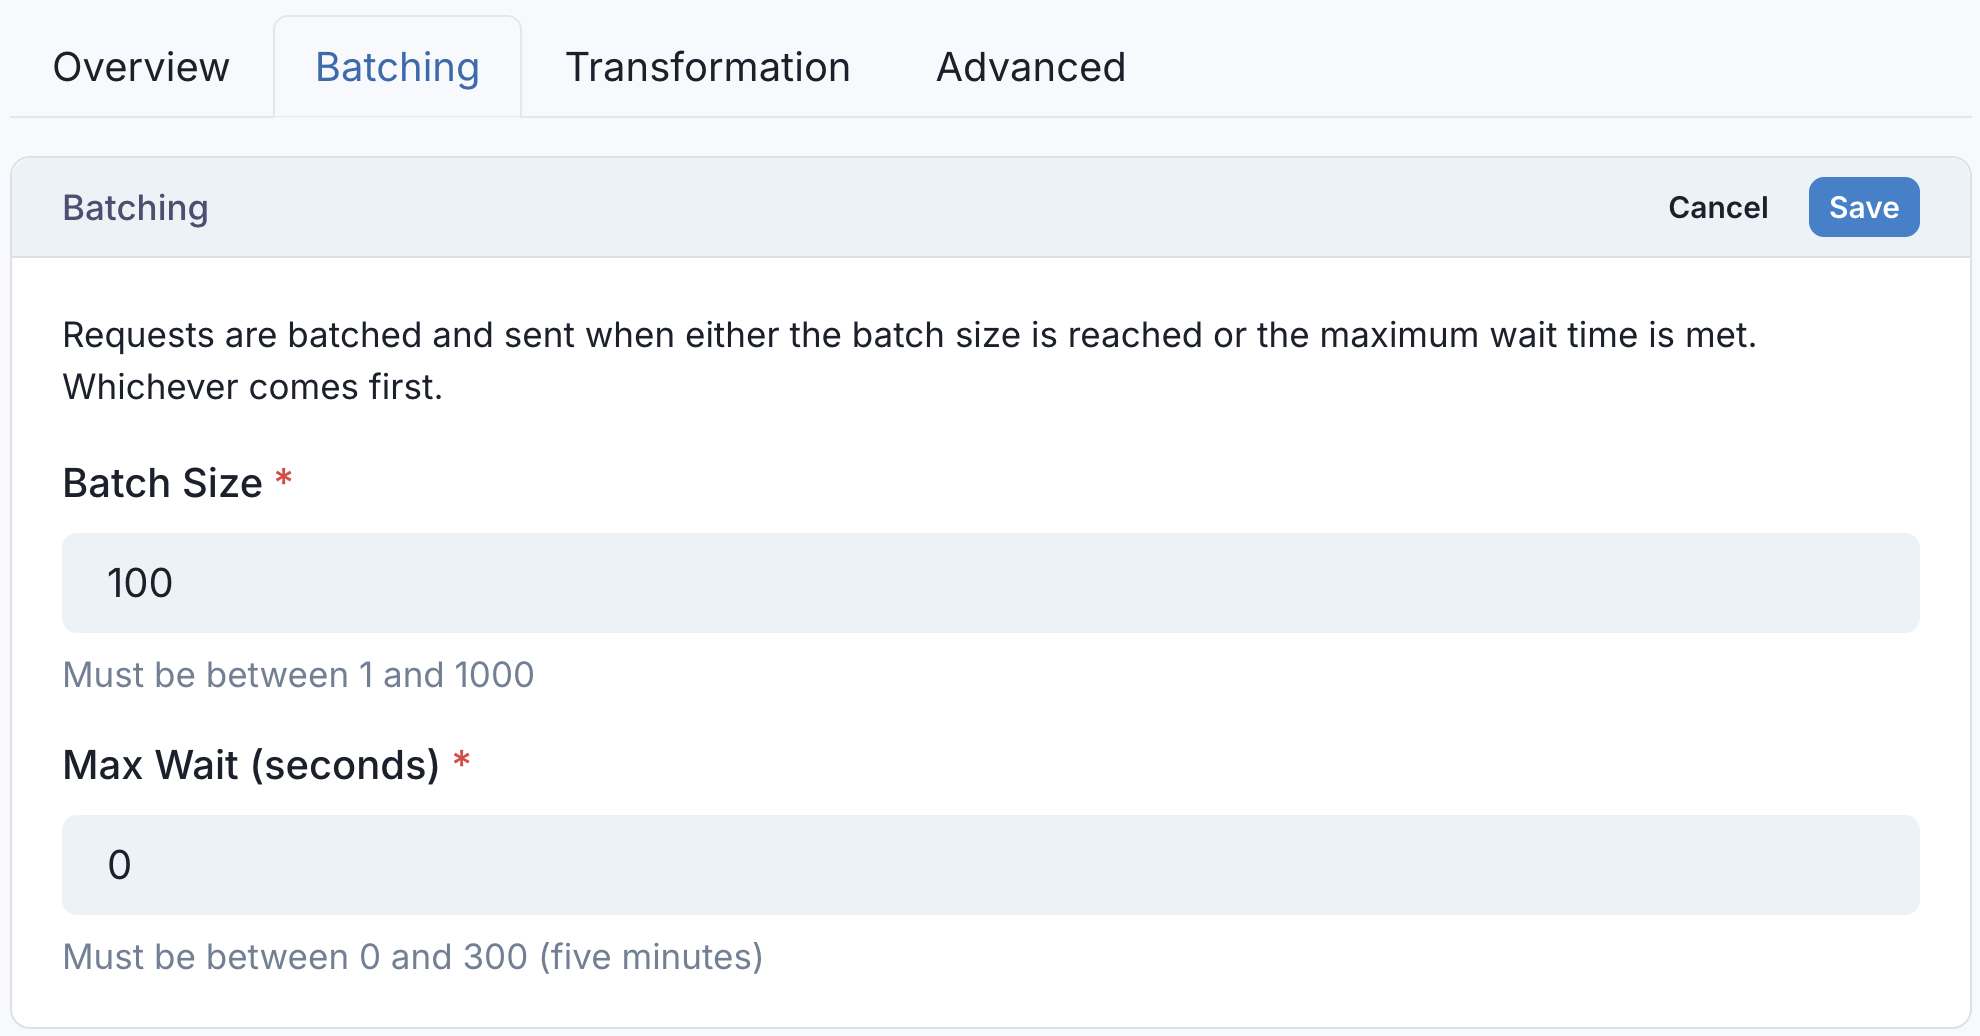 Overview Batching Transformation Advanced
Batching Cancel Save
Requests are batched and sent when either the batch size is reached or the maximum wait time is met.
Whichever comes first.
Batch Size *
100
Must be between 1 and 1000
Max Wait (seconds) *
0
Must be between 0 and 300 (five minutes)